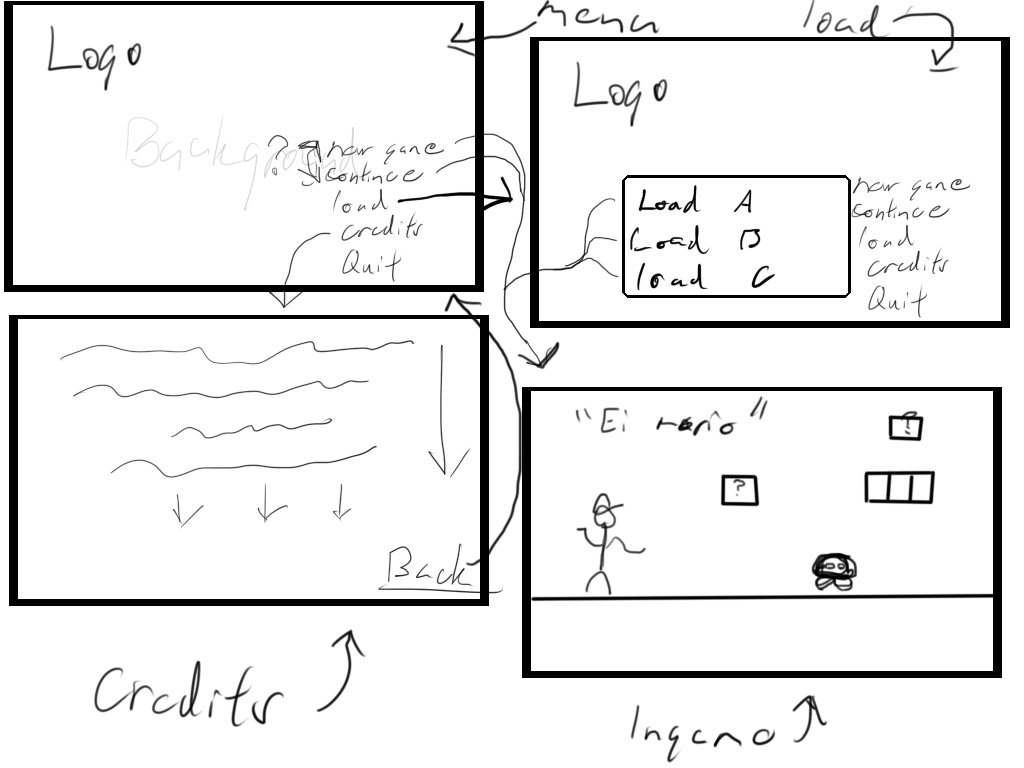 menu
load
Logo
Background
?
new game
continue
load
credits
Quit
Logo
Load A
Load B
load C
new game
continue
load
credits
Quit
Back
Credits
"Ei mario"
!
?
Ingame